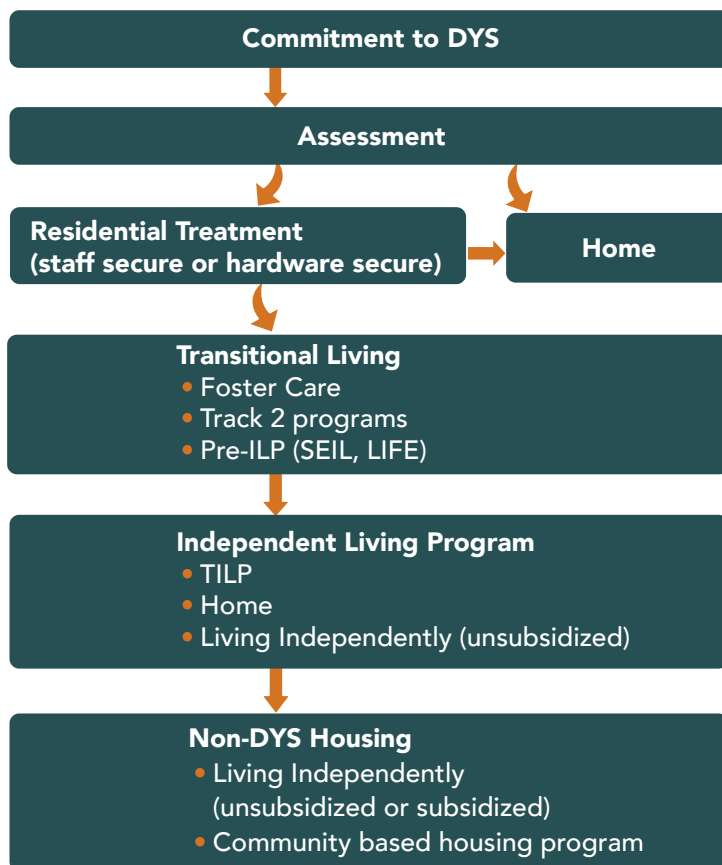 Commitment to DYS
Assessment
Residential Treatment
(staff secure or hardware secure)
Home
Transitional Living
• Foster Care
• Track 2 programs
• Pre-ILP (SEIL, LIFE)
Independent Living Program
• TILP
• Home
• Living Independently (unsubsidized)
Non-DYS Housing
• Living Independently
(unsubsidized or subsidized)
• Community based housing program